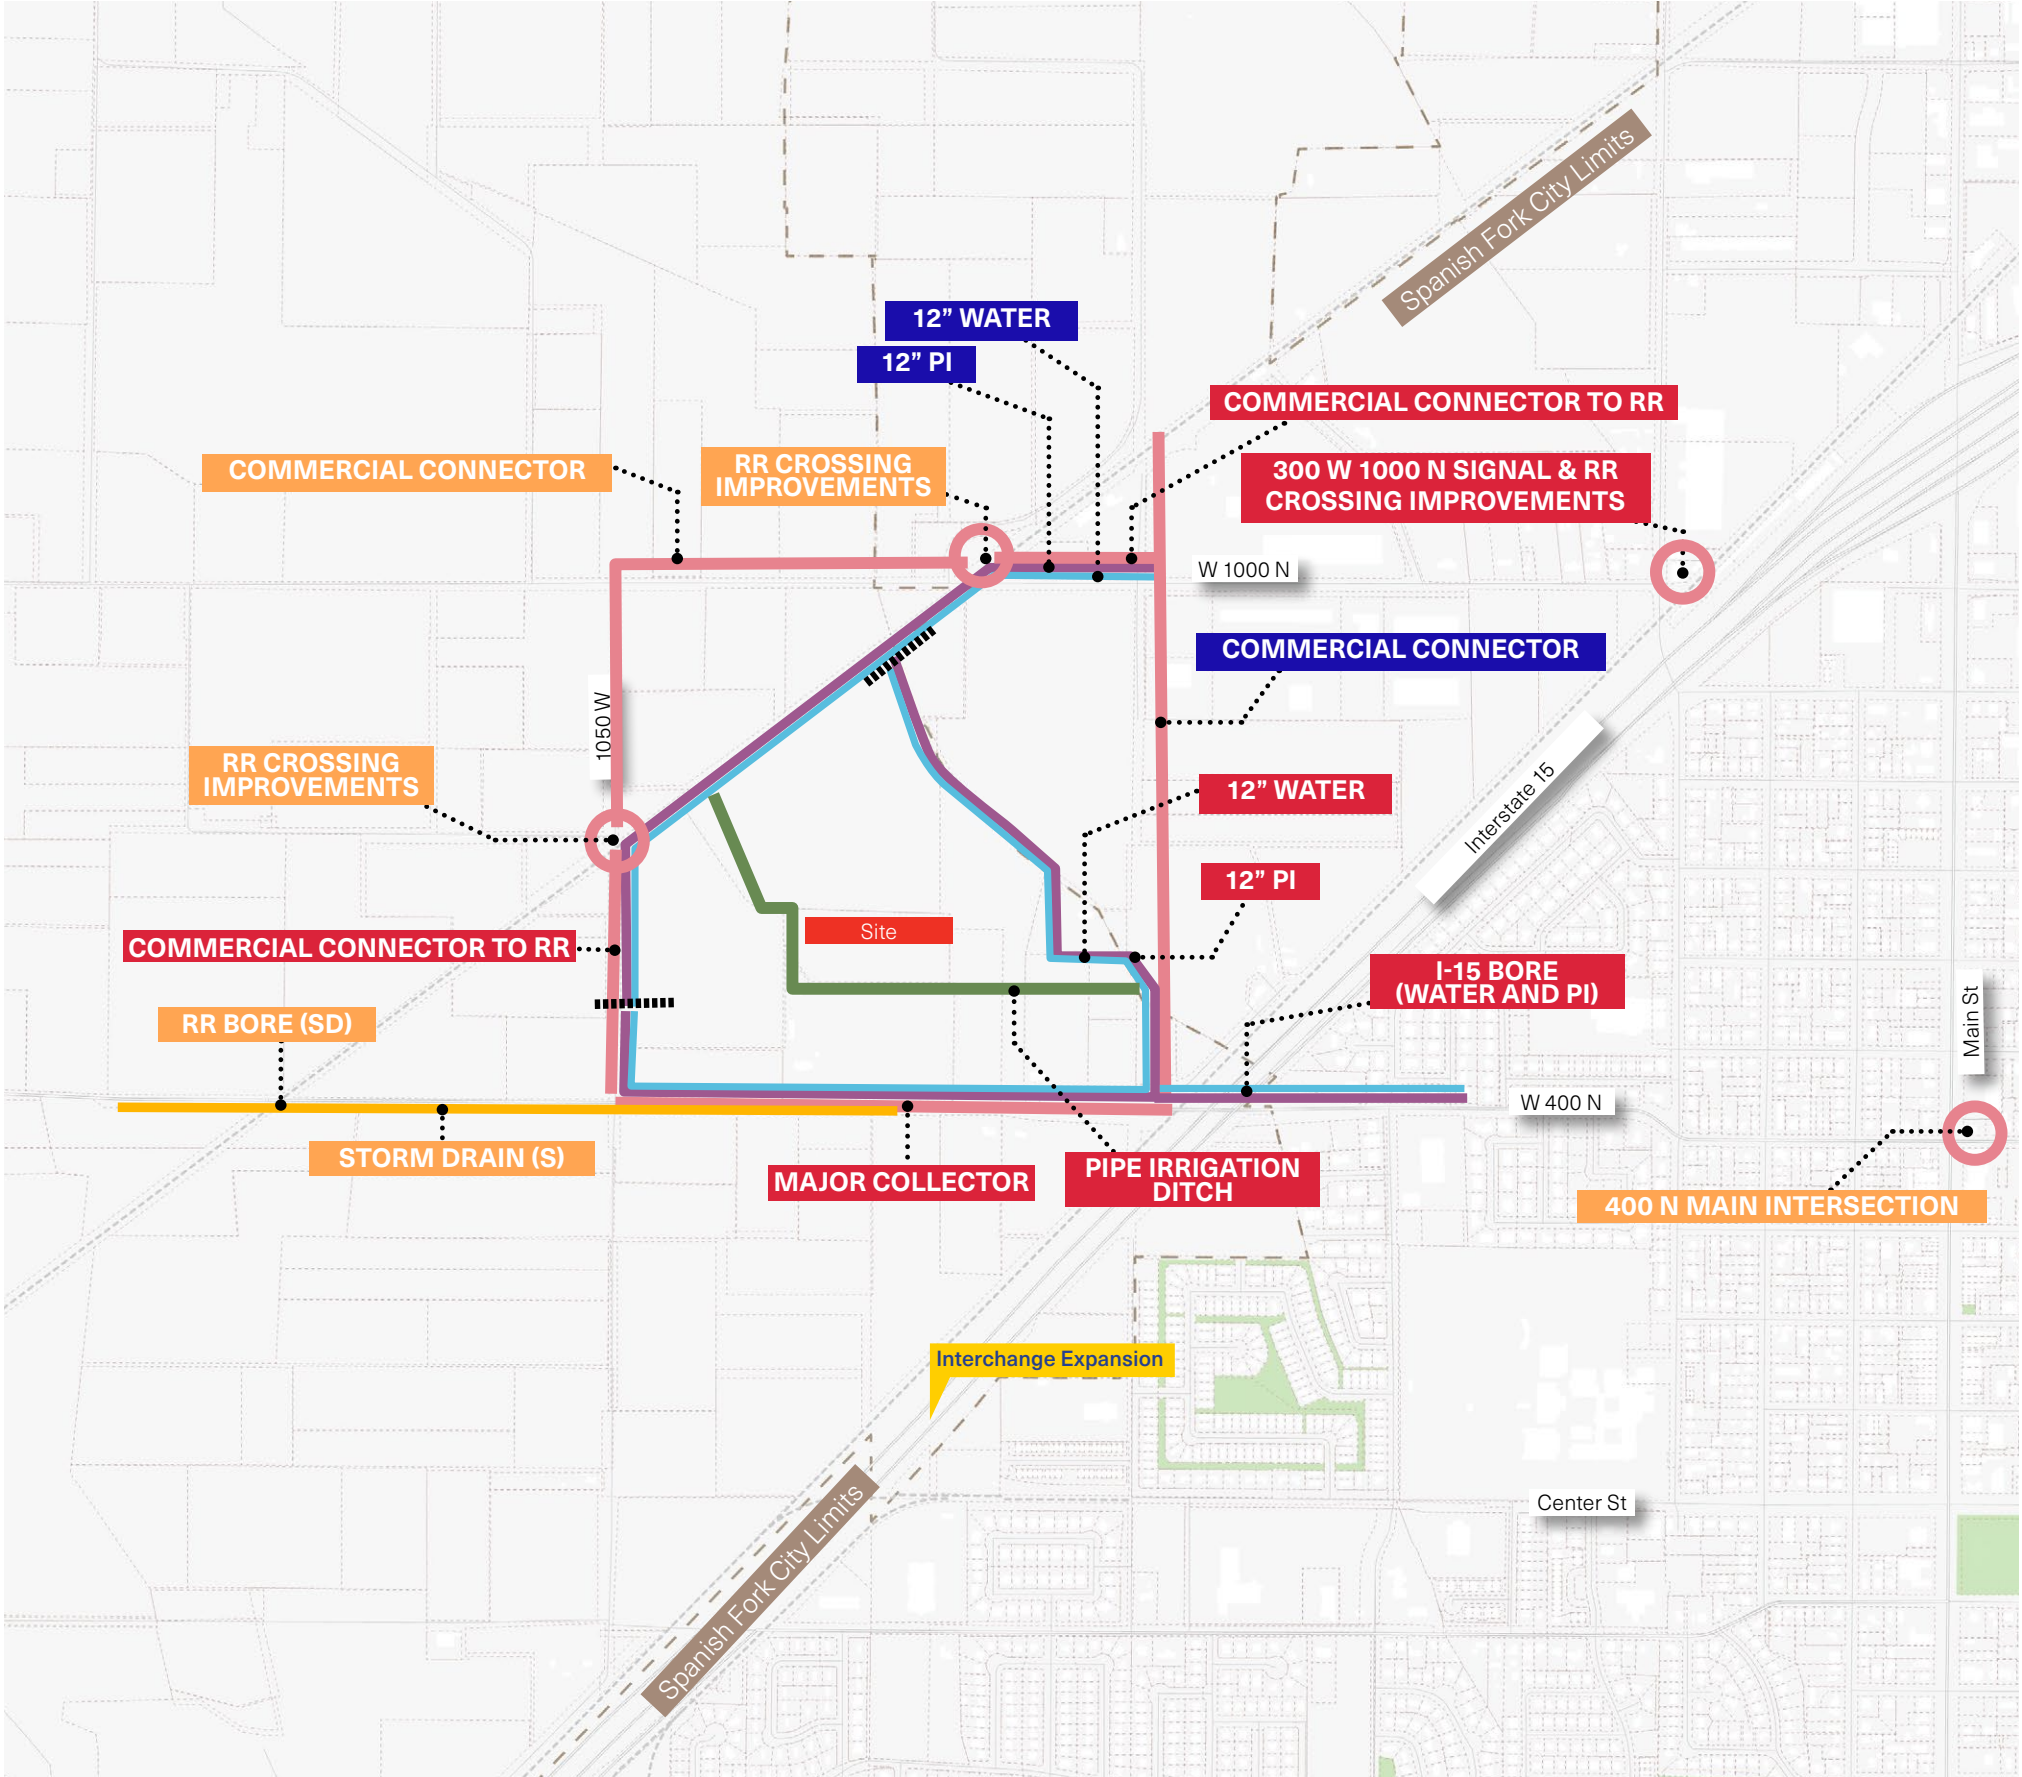 Spanish Fork City Limits
12” WATER
12” PI
COMMERCIAL CONNECTOR TO RR
COMMERCIAL CONNECTOR
RR CROSSING
IMPROVEMENTS
300 W 1000 N SIGNAL & RR
CROSSING IMPROVEMENTS
W 1000 N
COMMERCIAL CONNECTOR
1050 W
RR CROSSING
IMPROVEMENTS
12” WATER
Interstate 15
12” PI
Site
COMMERCIAL CONNECTOR TO RR
I-15 BORE
(WATER AND PI)
RR BORE (SD)
Main St
W 400 N
STORM DRAIN (S)
MAJOR COLLECTOR
PIPE IRRIGATION
DITCH
400 N MAIN INTERSECTION
Interchange Expansion
Center St
Spanish Fork City Limits